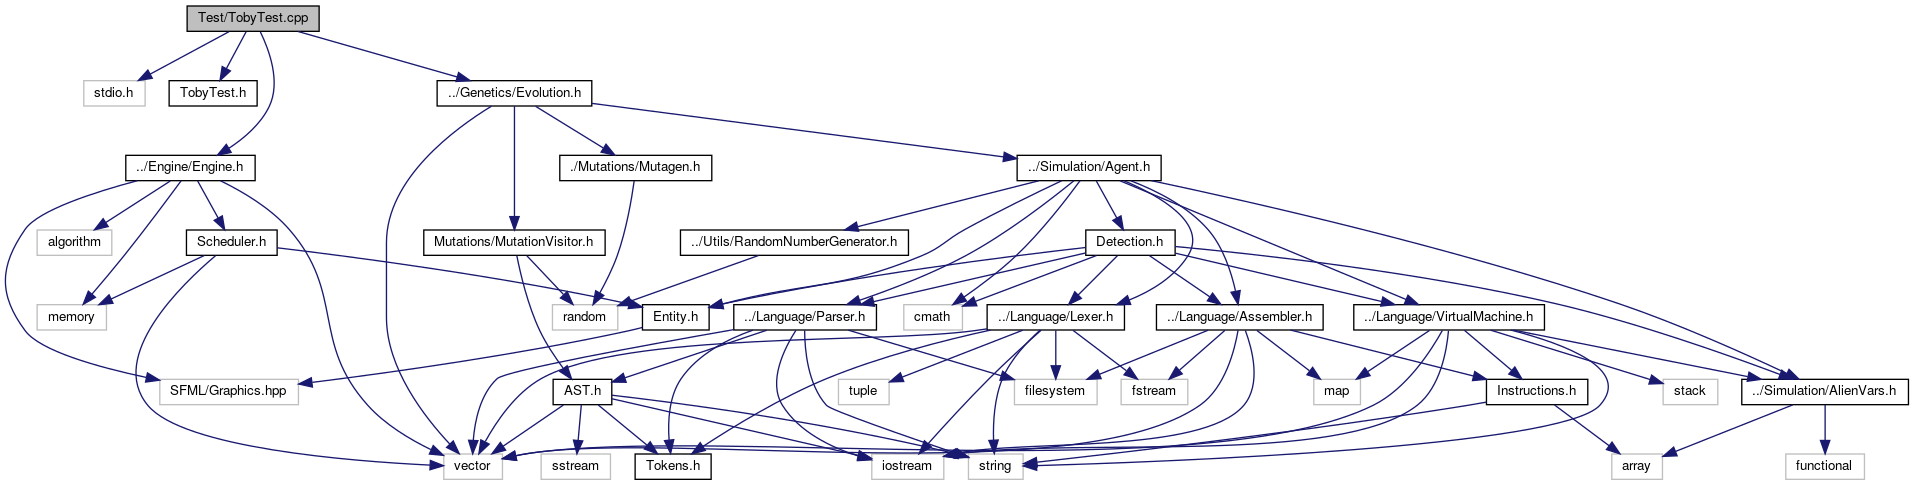 Test/TobyTest.cpp
stdio.h
TobyTest.h
../Genetics/Evolution.h
../Engine/Engine.h
./Mutations/Mutagen.h
../Simulation/Agent.h
algorithm
Scheduler.h
Mutations/MutationVisitor.h
../Utils/RandomNumberGenerator.h
Detection.h
memory
random
Entity.h
../Language/Parser.h
cmath
../Language/Lexer.h
../Language/Assembler.h
../Language/VirtualMachine.h
SFML/Graphics.hpp
AST.h
tuple
filesystem
fstream
map
Instructions.h
stack
../Simulation/AlienVars.h
vector
sstream
Tokens.h
iostream
string
array
functional